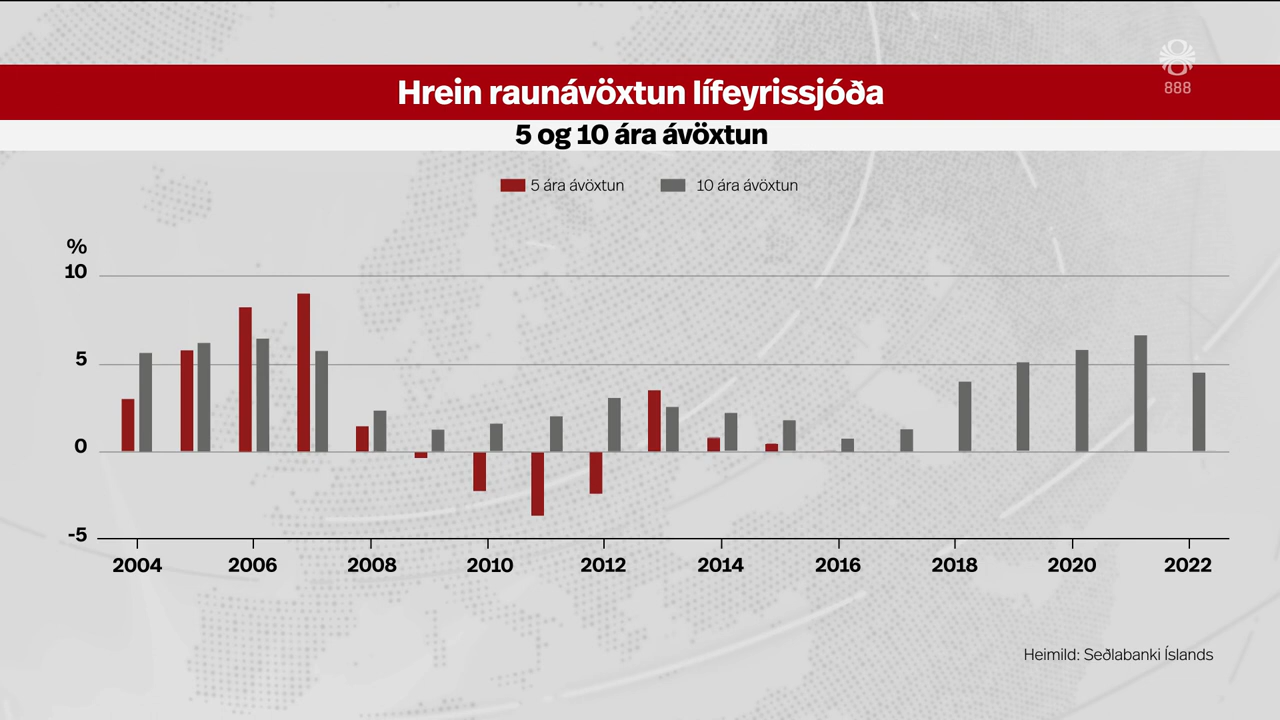 888
Hrein raunávöxtun lífeyrissjóða
5 og 10 ára ávöxtun
5 ára ávöxtun
10 ára ávöxtun
%
10
5
0
-5
2004 2006 2008 2010 2012 2014 2016 2018 2020 2022
Heimild: Seðlabanki Íslands